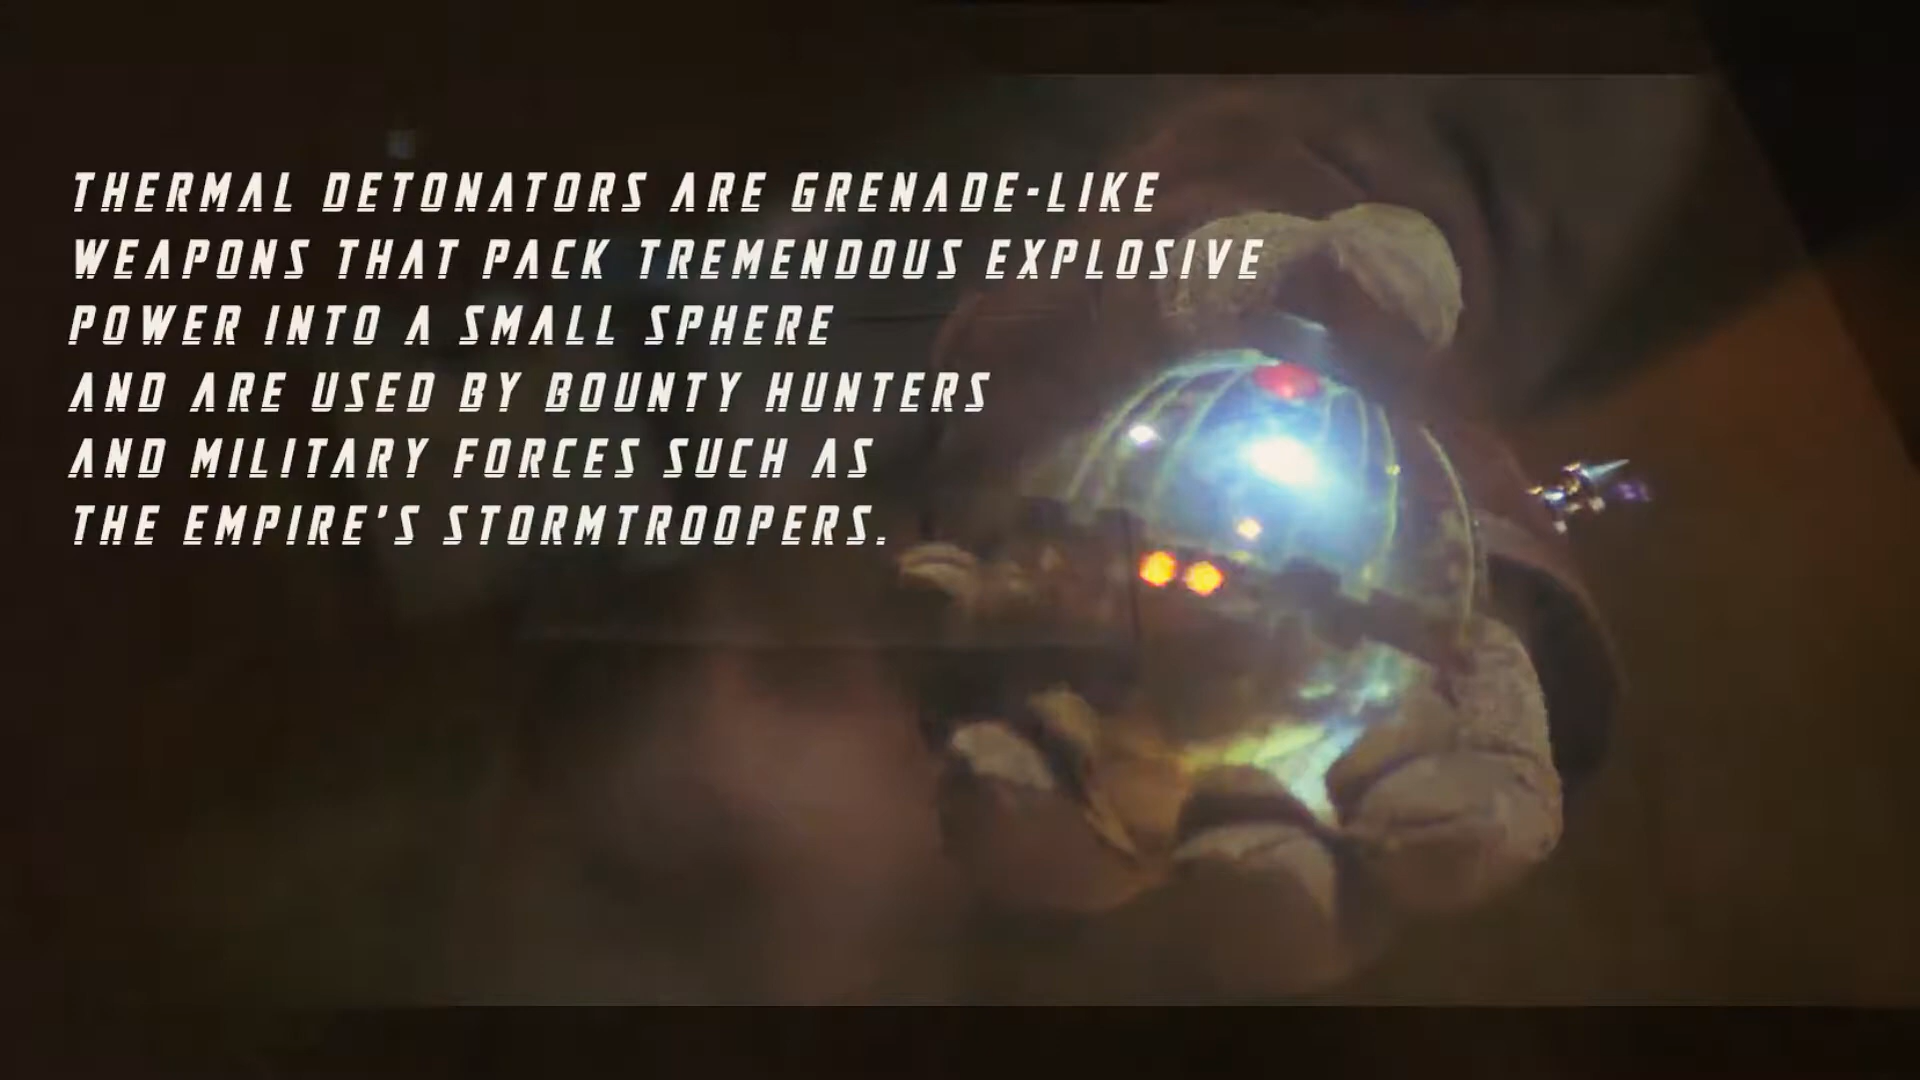 THERMAL DETONATORS ARE GRENADE-LIKE
WEAPONS THAT PACK TREMENDOUS EXPLOSIVE
POWER INTO A SMALL SPHERE
AND ARE USED BY BOUNTY HUNTERS
AND MILITARY FORCES SUCH AS
THE EMPIRE'S STORMTROOPERS.